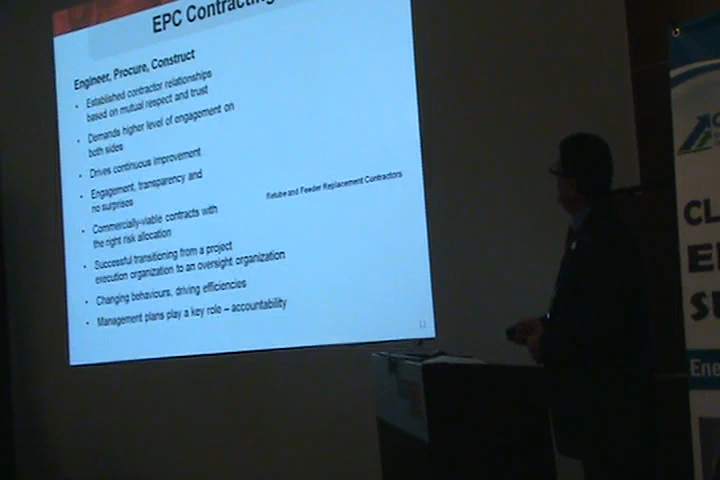 EPC Contracting
Engineer, Procure, Construct
• Established contractor relationships
based on mutual respect and trust
• Demands higher level of engagement on
both sides
• Drives continuous improvement
• Engagement, transparency and
no surprises
• Commercially-viable contracts with
the right risk allocation
• Successful transitioning from a project
execution organization to an oversight organization
• Changing behaviours, driving efficiencies
• Management plans play a key role – accountability
Retube and Feeder Replacement Contractors
CL
Ene